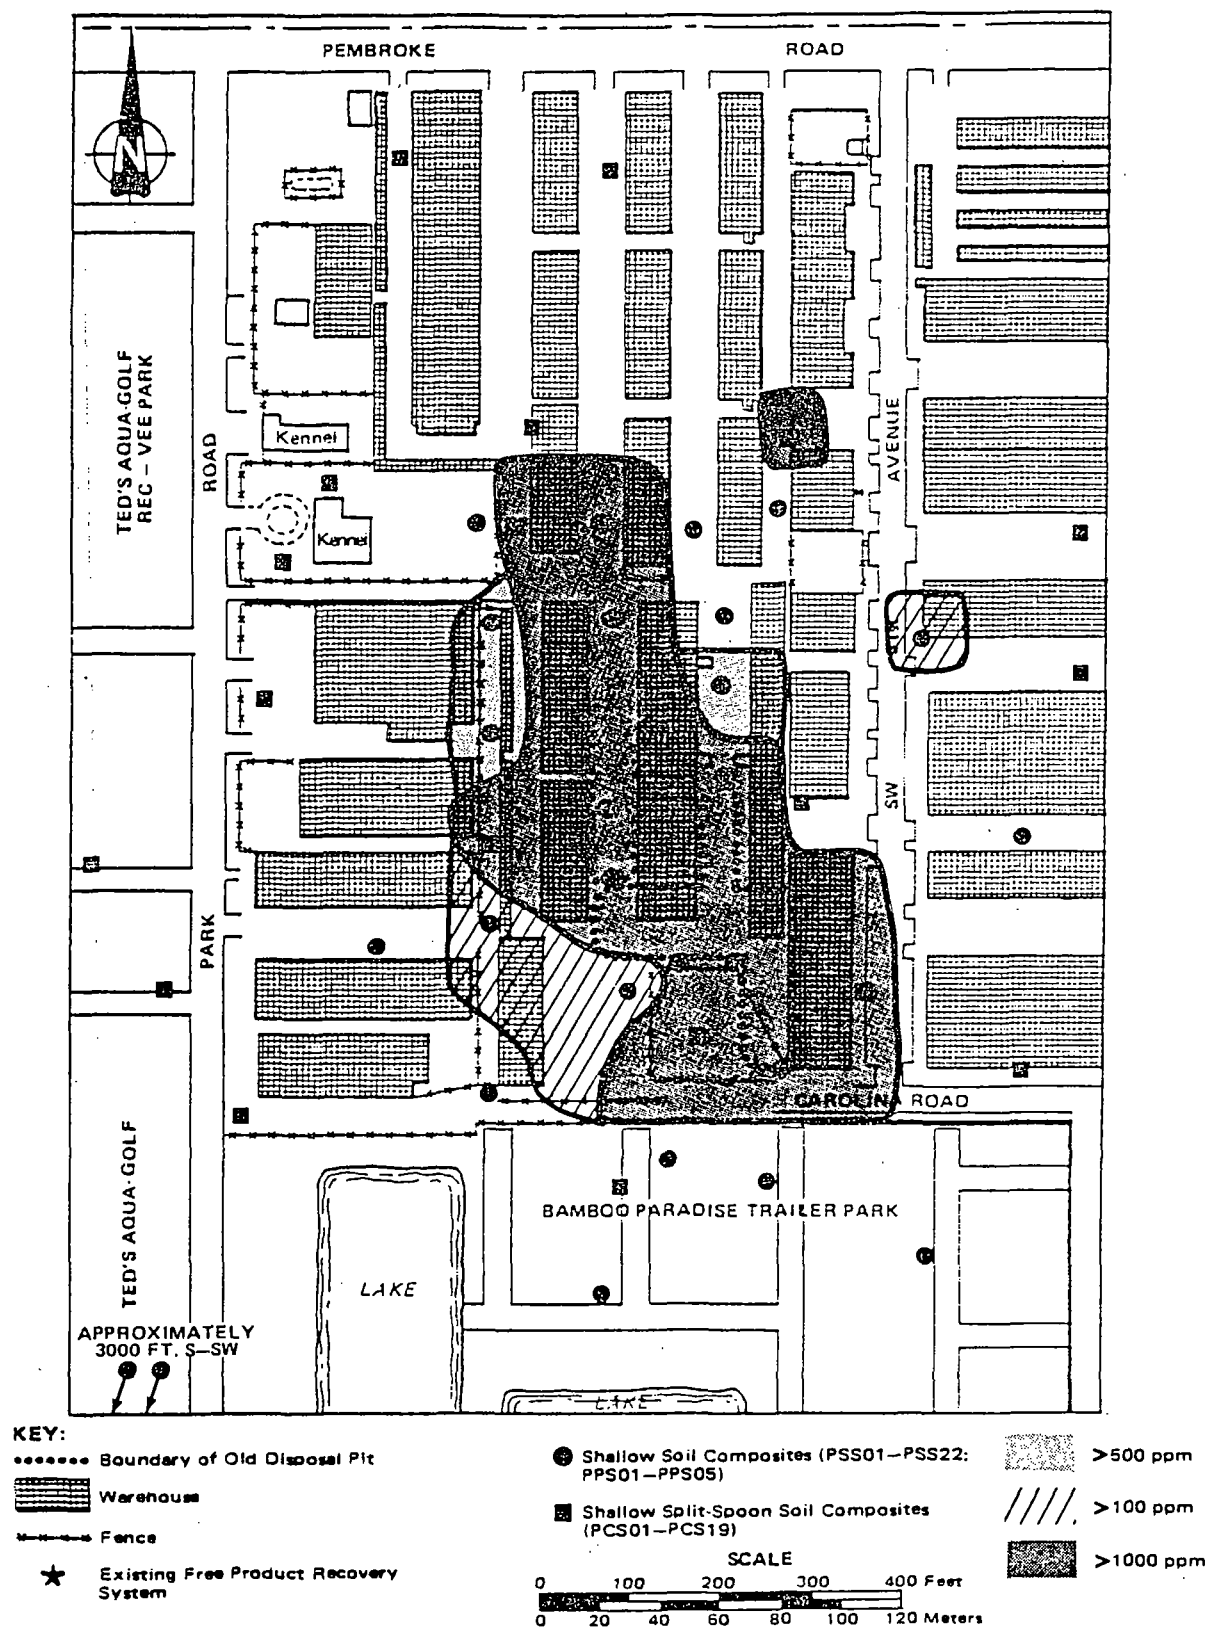 PEMBROKE ROAD
N
TED'S AQUA-GOLF
REC – VEE PARK
ROAD
Kennel
Kennel
AVENUE
SW
PARK
CAROLINA ROAD
TED'S AQUA-GOLF
BAMBOO PARADISE TRAILER PARK
LAKE
LAKE
APPROXIMATELY
3000 FT. S–SW
KEY:
Boundary of Old Disposal Pit
Warehouse
Fence
Existing Free Product Recovery
System
Shallow Soil Composites (PSS01–PSS22;
PPS01–PPS05)
Shallow Split-Spoon Soil Composites
(PCS01–PCS19)
>500 ppm
>100 ppm
>1000 ppm
SCALE
0 100 200 300 400 Feet
0 20 40 60 80 100 120 Meters